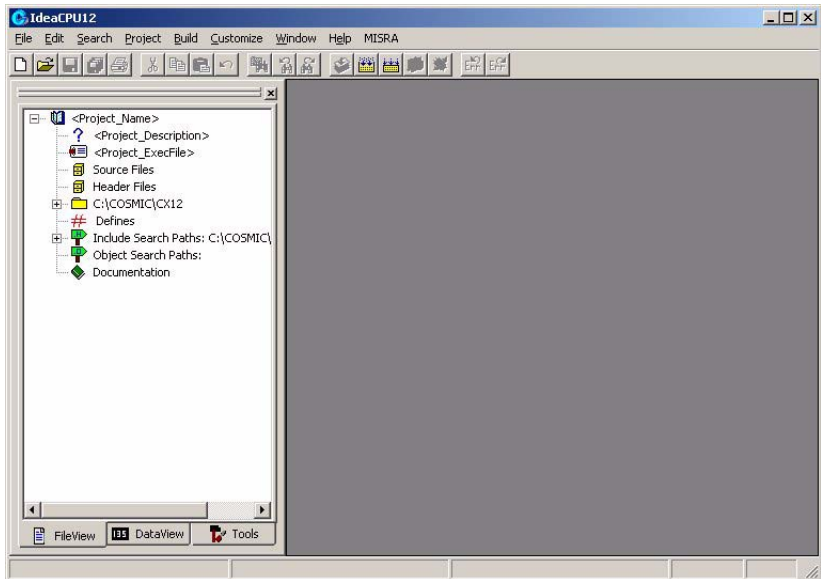 IdeaCPU12
File Edit Search Project Build Customize Window Help MISRA
<Project_Name>
<Project_Description>
<Project_ExecFile>
Source Files
Header Files
C:\COSMIC\CX12
Defines
Include Search Paths: C:\COSMIC\
Object Search Paths:
Documentation
FileView DataView Tools